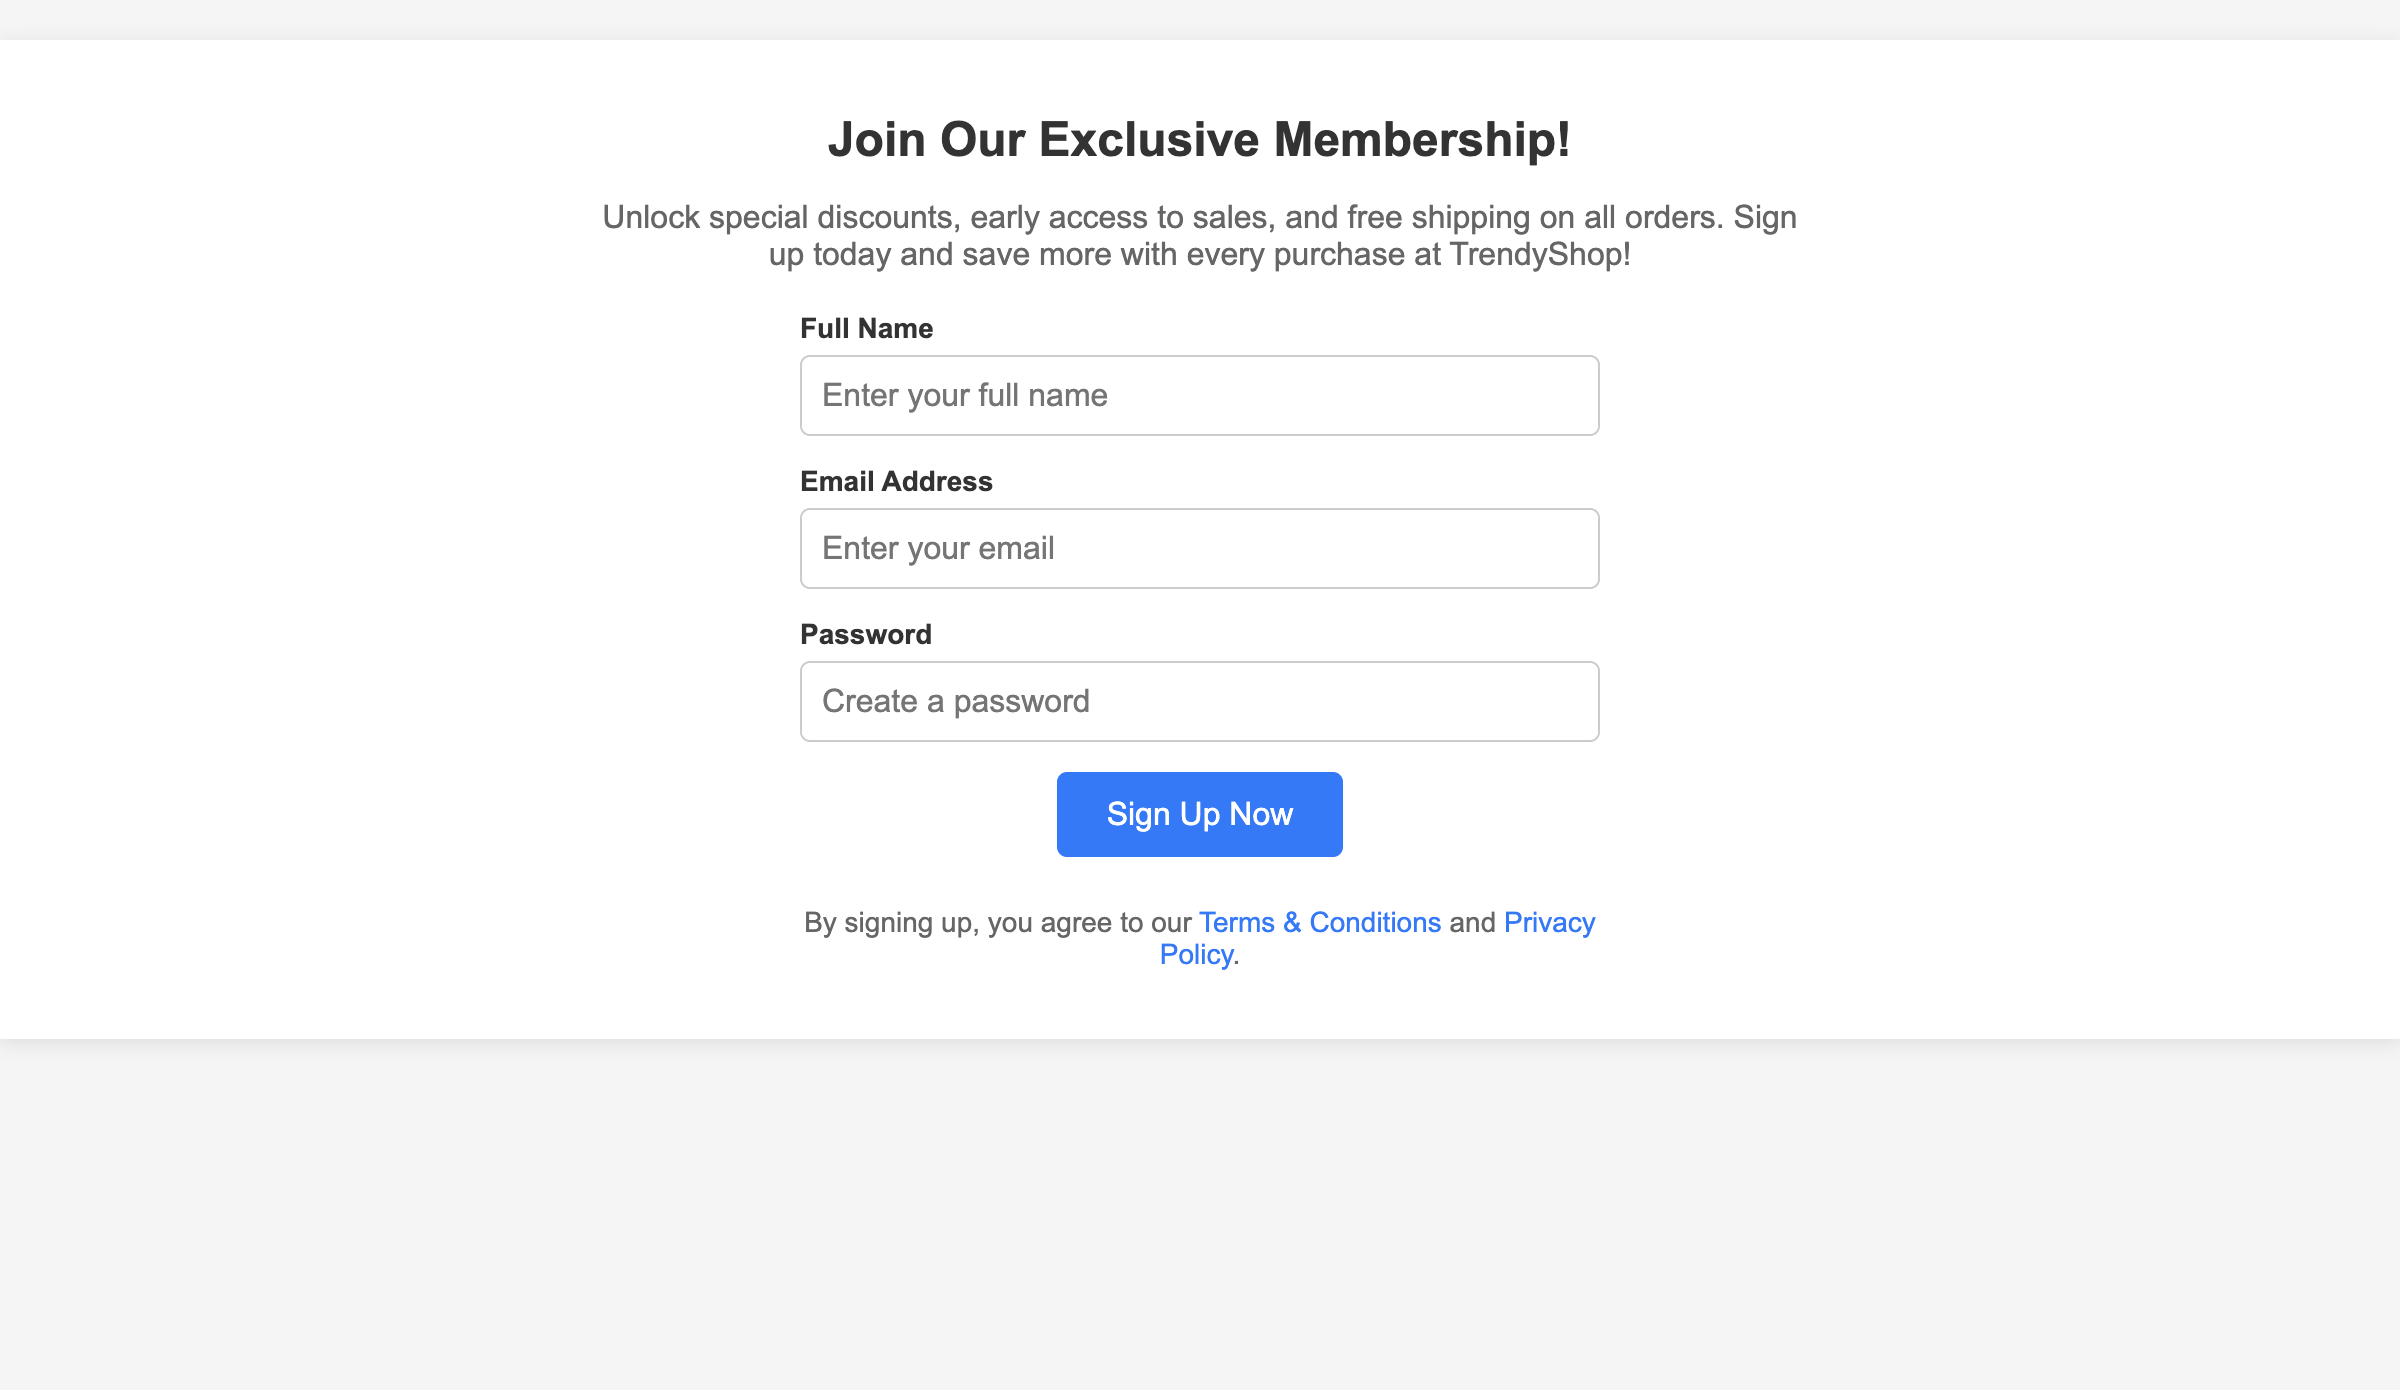 Join Our Exclusive Membership!
Unlock special discounts, early access to sales, and free shipping on all orders. Sign
up today and save more with every purchase at TrendyShop!
Full Name
Enter your full name
Email Address
Enter your email
Password
Create a password
Sign Up Now
By signing up, you agree to our Terms & Conditions and Privacy
Policy.